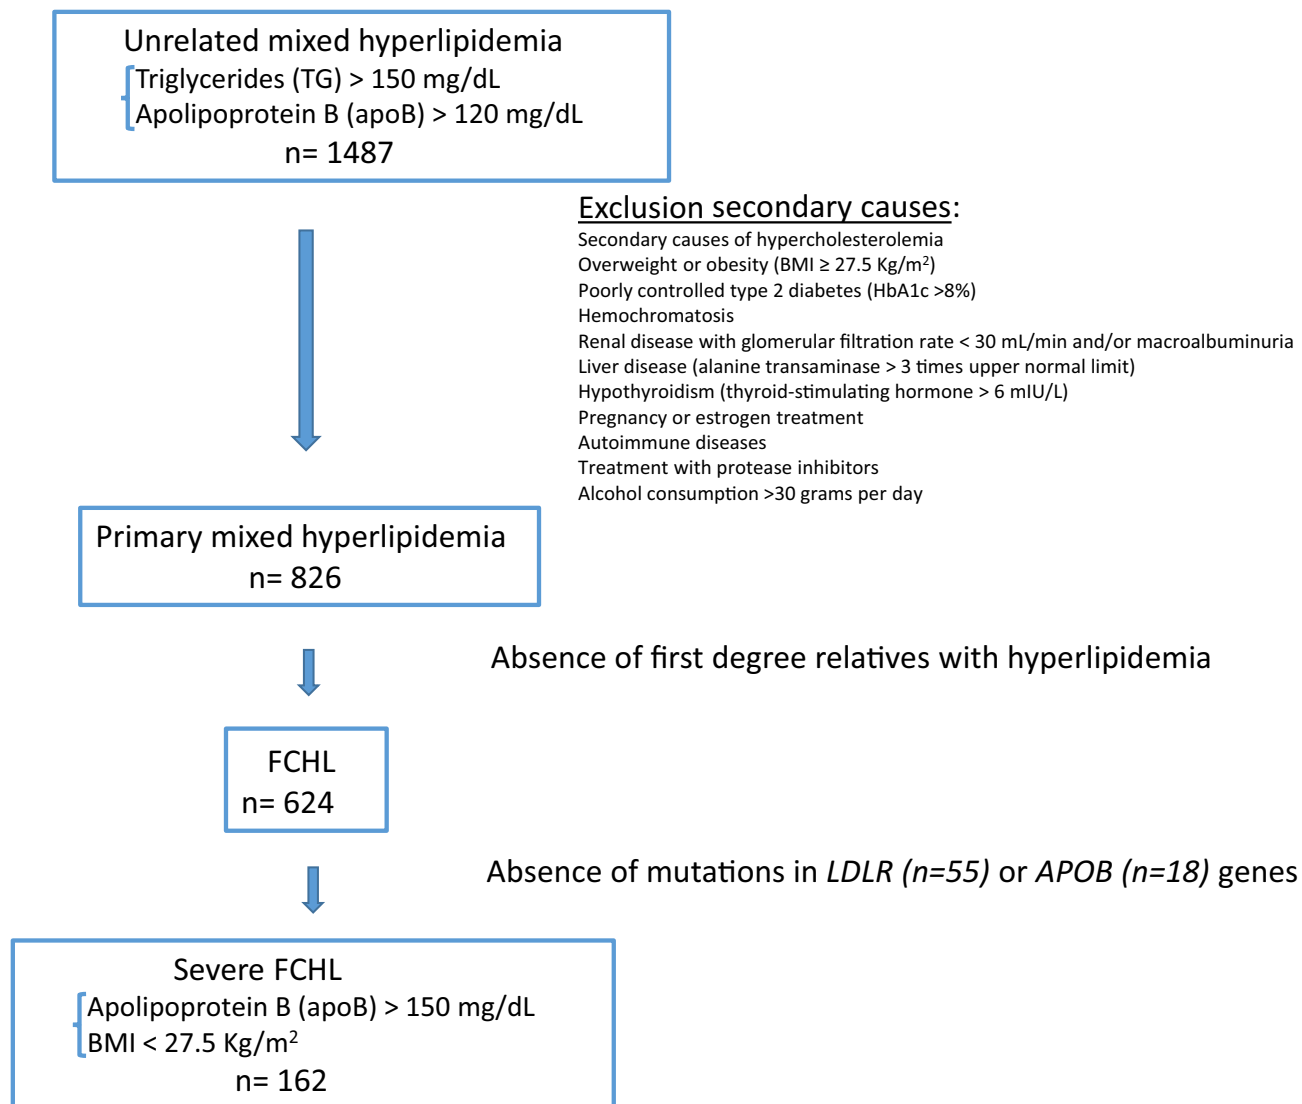 Unrelated mixed hyperlipidemia
Triglycerides (TG) > 150 mg/dL
Apolipoprotein B (apoB) > 120 mg/dL
n= 1487
Exclusion secondary causes:
Secondary causes of hypercholesterolemia
Overweight or obesity (BMI ≥ 27.5 Kg/m²)
Poorly controlled type 2 diabetes (HbA1c >8%)
Hemochromatosis
Renal disease with glomerular filtration rate < 30 mL/min and/or macroalbuminuria
Liver disease (alanine transaminase > 3 times upper normal limit)
Hypothyroidism (thyroid-stimulating hormone > 6 mIU/L)
Pregnancy or estrogen treatment
Autoimmune diseases
Treatment with protease inhibitors
Alcohol consumption >30 grams per day
Primary mixed hyperlipidemia
n= 826
Absence of first degree relatives with hyperlipidemia
FCHL
n= 624
Absence of mutations in LDLR (n=55) or APOB (n=18) genes
Severe FCHL
Apolipoprotein B (apoB) > 150 mg/dL
BMI < 27.5 Kg/m²
n= 162